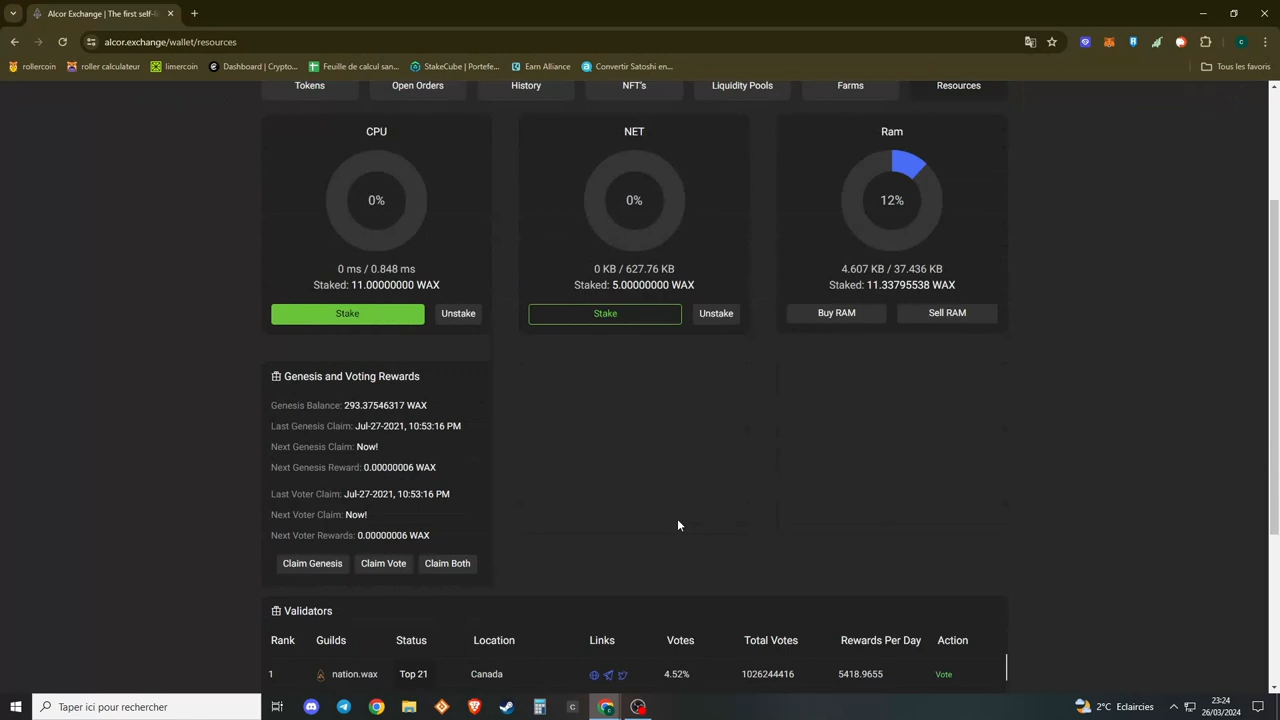 Alcor Exchange | The first self-li
alcor.exchange/wallet/resources
rollercoin
roller calculateur
limercoin
Dashboard | Crypto...
Feuille de calcul san...
StakeCube | Portefe...
Earn Alliance
Convertir Satoshi en...
Tous les favoris
Tokens
Open Orders
History
NFT's
Liquidity Pools
Farms
Resources
CPU
0%
0 ms / 0.848 ms
Staked: 11.00000000 WAX
Stake
Unstake
NET
0%
0 KB / 627.76 KB
Staked: 5.00000000 WAX
Stake
Unstake
Ram
12%
4.607 KB / 37.436 KB
Staked: 11.33795538 WAX
Buy RAM
Sell RAM
Genesis and Voting Rewards
Genesis Balance: 293.37546317 WAX
Last Genesis Claim: Jul-27-2021, 10:53:16 PM
Next Genesis Claim: Now!
Next Genesis Reward: 0.00000006 WAX
Last Voter Claim: Jul-27-2021, 10:53:16 PM
Next Voter Claim: Now!
Next Voter Rewards: 0.00000006 WAX
Claim Genesis
Claim Vote
Claim Both
Validators
Rank Guilds Status Location Links Votes Total Votes Rewards Per Day Action
1 nation.wax Top 21 Canada 4.52% 1026244416 5418.9655 Vote
Taper ici pour rechercher
2°C Eclaircies
23:24
26/03/2024